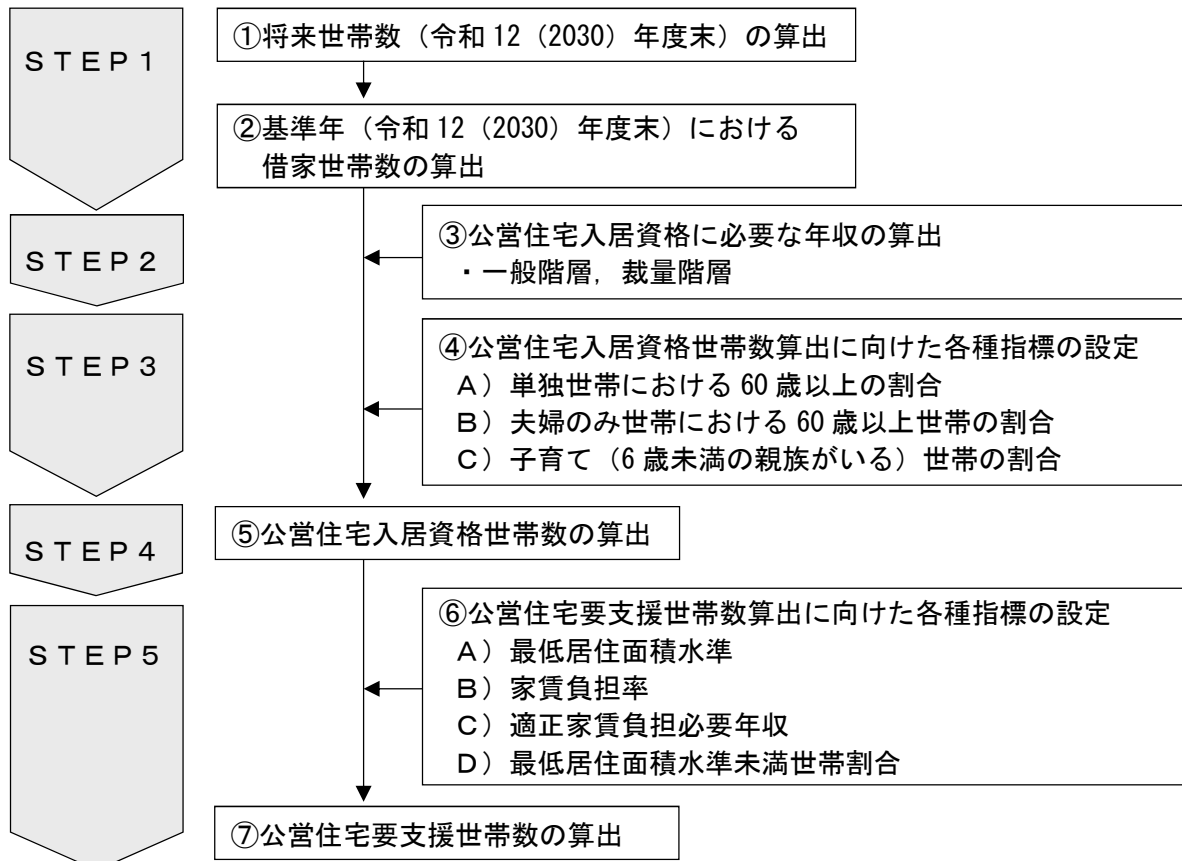 STEP1
①将来世帯数（令和12（2030）年度末）の算出
②基準年（令和12（2030）年度末）における
借家世帯数の算出
STEP2
③公営住宅入居資格に必要な年収の算出
・一般階層，裁量階層
STEP3
④公営住宅入居資格世帯数算出に向けた各種指標の設定
A）単独世帯における60歳以上の割合
B）夫婦のみ世帯における60歳以上世帯の割合
C）子育て（6歳未満の親族がいる）世帯の割合
STEP4
⑤公営住宅入居資格世帯数の算出
STEP5
⑥公営住宅要支援世帯数算出に向けた各種指標の設定
A）最低居住面積水準
B）家賃負担率
C）適正家賃負担必要年収
D）最低居住面積水準未満世帯割合
⑦公営住宅要支援世帯数の算出